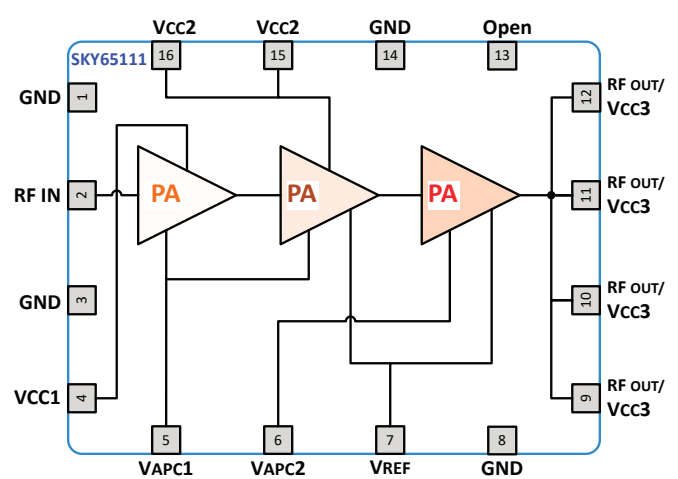 VCC2
VCC2
GND
Open
SKY65111
16
15
14
13
GND
1
12
RF OUT/
VCC3
RF IN
2
PA
PA
PA
11
RF OUT/
VCC3
GND
3
10
RF OUT/
VCC3
VCC1
4
9
RF OUT/
VCC3
5
6
7
8
VAPC1
VAPC2
VREF
GND